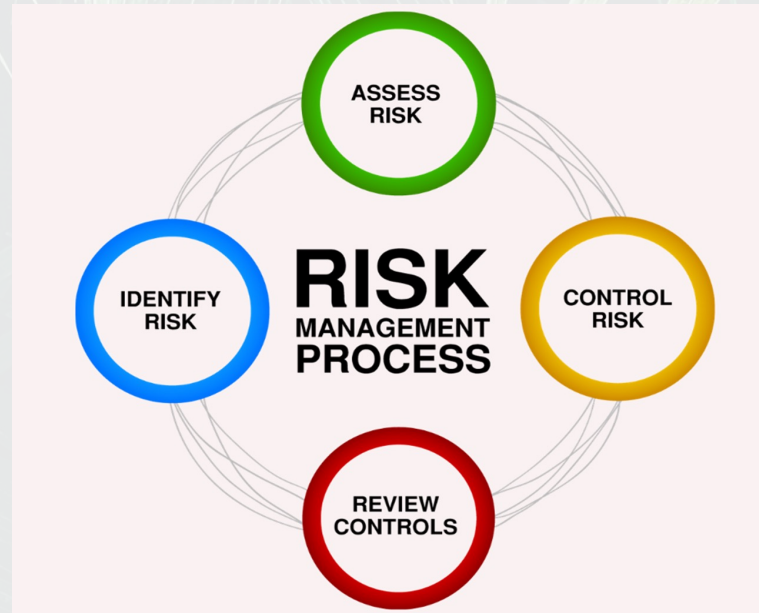 ASSESS
RISK
IDENTIFY
RISK
RISK
MANAGEMENT
PROCESS
CONTROL
RISK
REVIEW
CONTROLS